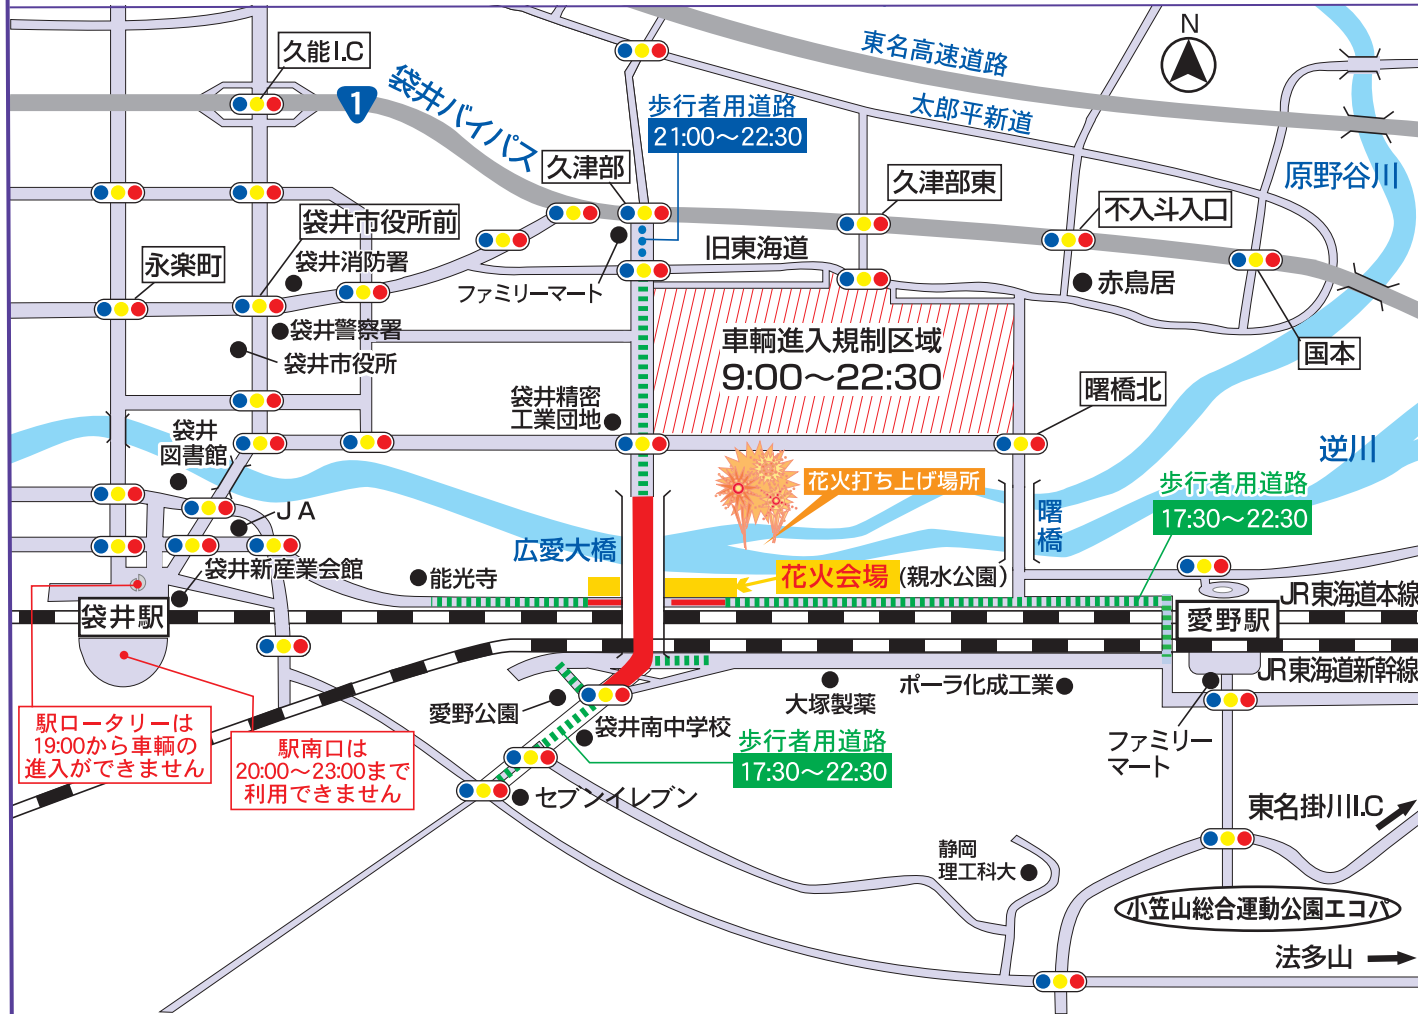 N
久能I.C
1
袋井バイパス
東名高速道路
太郎平新道
歩行者用道路
21:00～22:30
原野谷川
久津部
久津部東
不入斗入口
袋井市役所前
永楽町
袋井消防署
ファミリーマート
旧東海道
赤鳥居
袋井警察署
袋井市役所
車輌進入規制区域
9:00～22:30
国本
曙橋北
袋井精密
工業団地
袋井
図書館
逆川
花火打ち上げ場所
歩行者用道路
17:30～22:30
JA
曙橋
広愛大橋
袋井新産業会館
能光寺
花火会場
(親水公園)
JR東海道本線
袋井駅
愛野駅
JR東海道新幹線
駅ロータリーは
19:00から車輌の
進入ができません
駅南口は
20:00～23:00まで
利用できません
愛野公園
袋井南中学校
大塚製薬
ポーラ化成工業
歩行者用道路
17:30～22:30
ファミリー
マート
セブンイレブン
東名掛川I.C
静岡
理工科大
小笠山総合運動公園エコパ
法多山